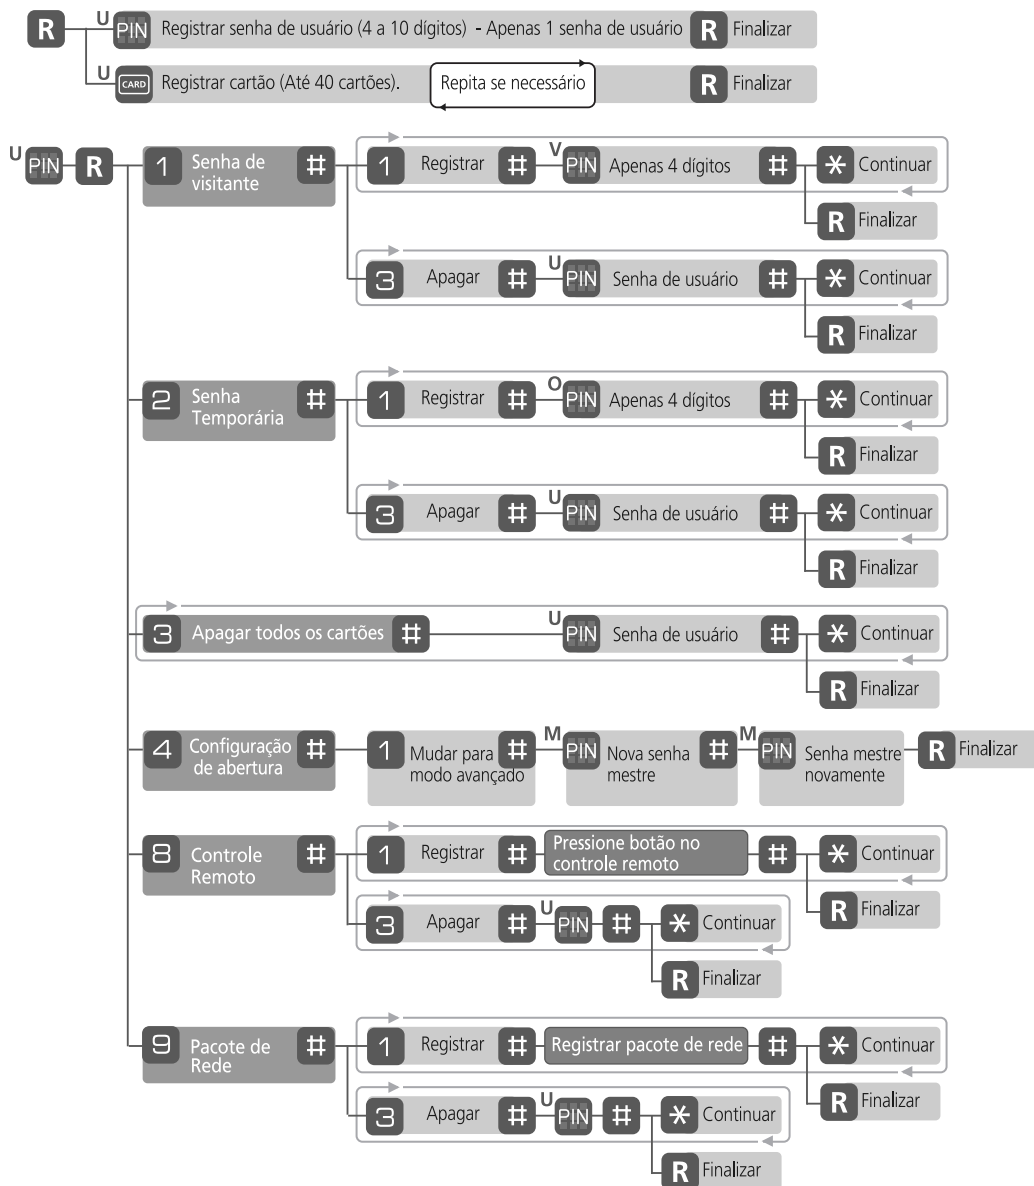 R U PIN Registrar senha de usuário (4 a 10 dígitos) - Apenas 1 senha de usuário R Finalizar
U CARD Registrar cartão (Até 40 cartões). Repita se necessário R Finalizar
U PIN R 1 Senha de visitante # 1 Registrar # V PIN Apenas 4 dígitos # * Continuar
R Finalizar
3 Apagar # U PIN Senha de usuário # * Continuar
R Finalizar
2 Senha Temporária # 1 Registrar # O PIN Apenas 4 dígitos # * Continuar
R Finalizar
3 Apagar # U PIN Senha de usuário # * Continuar
R Finalizar
3 Apagar todos os cartões # U PIN Senha de usuário # * Continuar
R Finalizar
4 Configuração de abertura # 1 Mudar para modo avançado # M PIN Nova senha mestre # M PIN Senha mestre novamente R Finalizar
8 Controle Remoto # 1 Registrar # Pressione botão no controle remoto # * Continuar
R Finalizar
3 Apagar # U PIN # * Continuar
R Finalizar
9 Pacote de Rede # 1 Registrar # Registrar pacote de rede # * Continuar
R Finalizar
3 Apagar # U PIN # * Continuar
R Finalizar